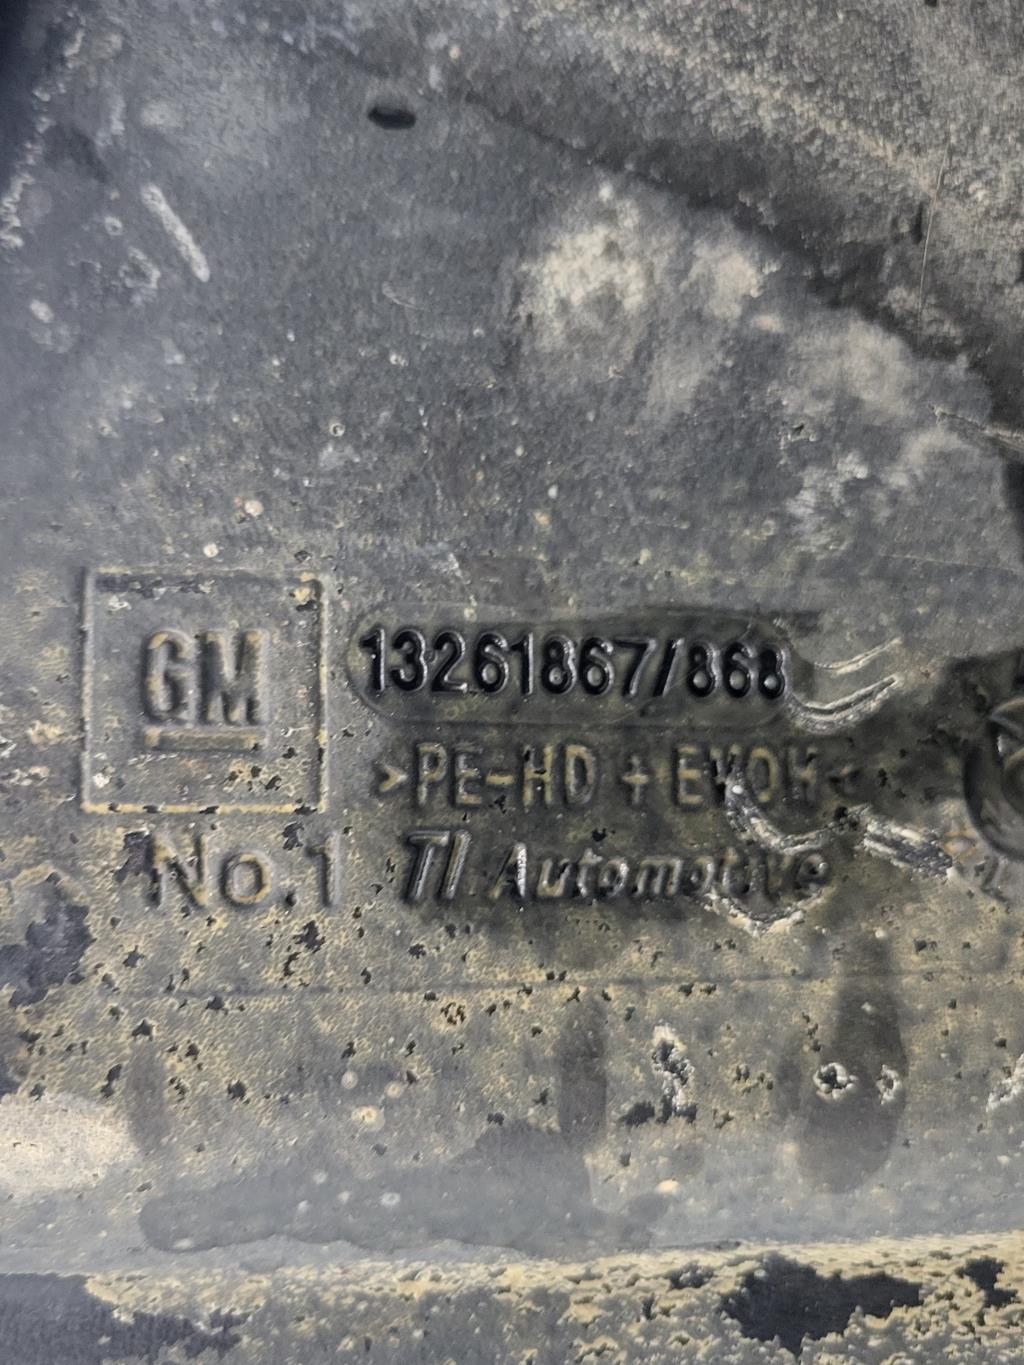 GM
13261867/868
>PE-HD + EVOH<
No.1 TI Automotive